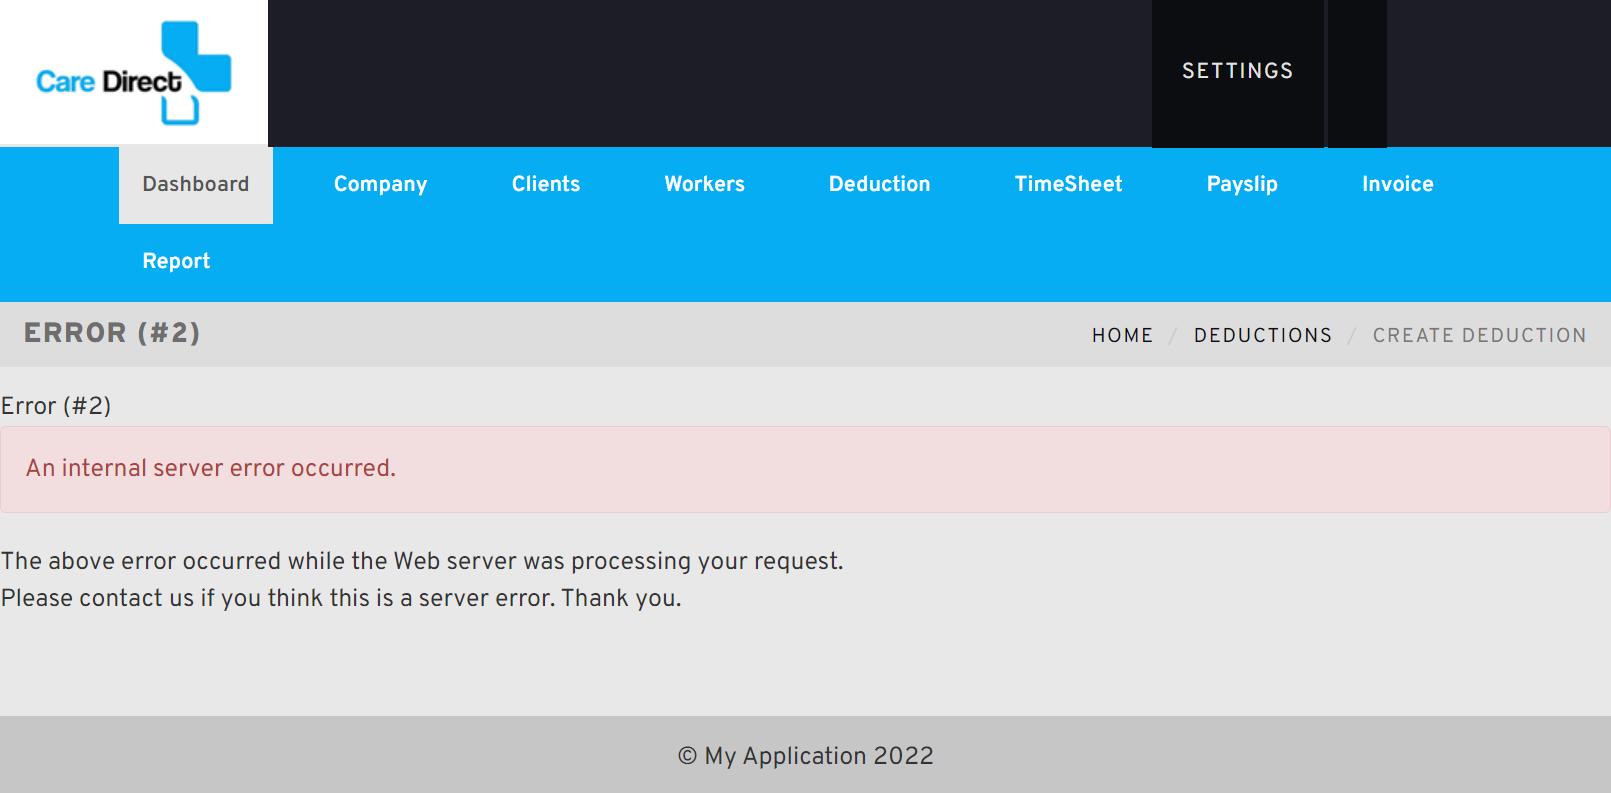 Care Direct
SETTINGS
Dashboard Company Clients Workers Deduction TimeSheet Payslip Invoice
Report
ERROR (#2)
HOME / DEDUCTIONS / CREATE DEDUCTION
Error (#2)
An internal server error occurred.
The above error occurred while the Web server was processing your request.
Please contact us if you think this is a server error. Thank you.
© My Application 2022